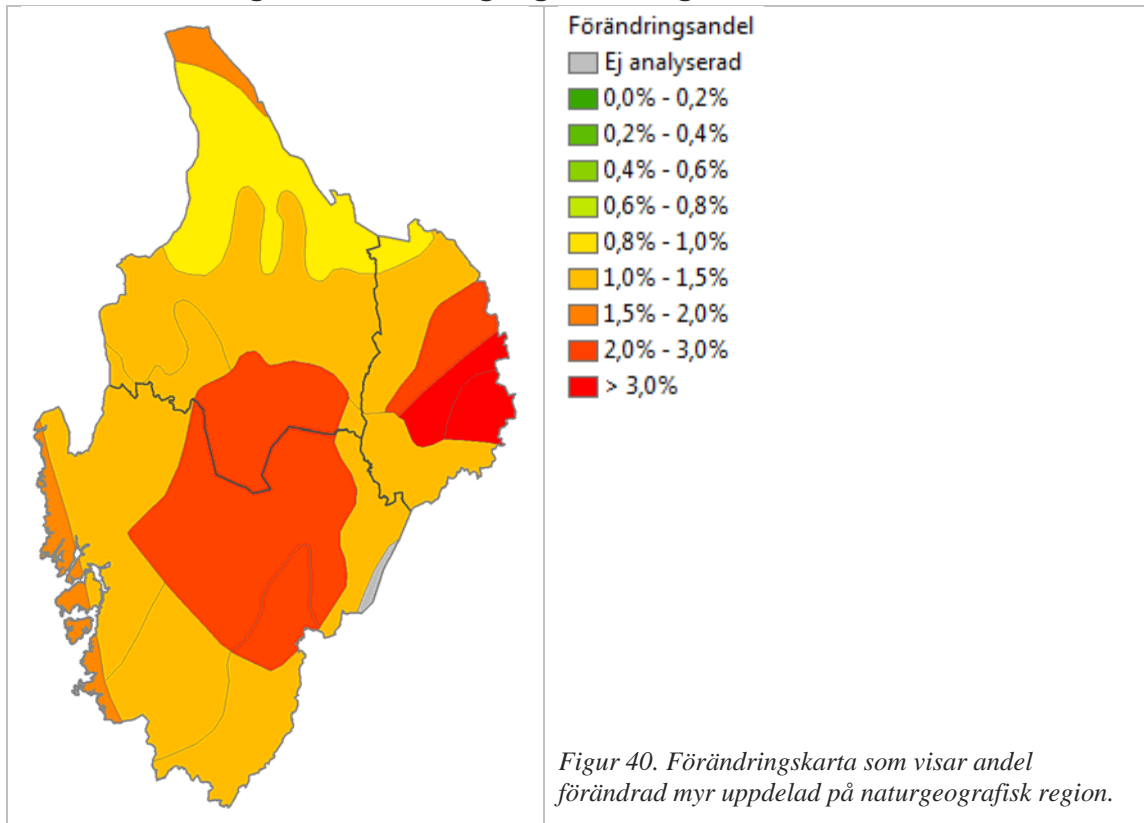 Förändringsandel
Ej analyserad
0,0% - 0,2%
0,2% - 0,4%
0,4% - 0,6%
0,6% - 0,8%
0,8% - 1,0%
1,0% - 1,5%
1,5% - 2,0%
2,0% - 3,0%
> 3,0%
Figur 40. Förändringskarta som visar andel
förändrad myr uppdelad på naturgeografisk region.